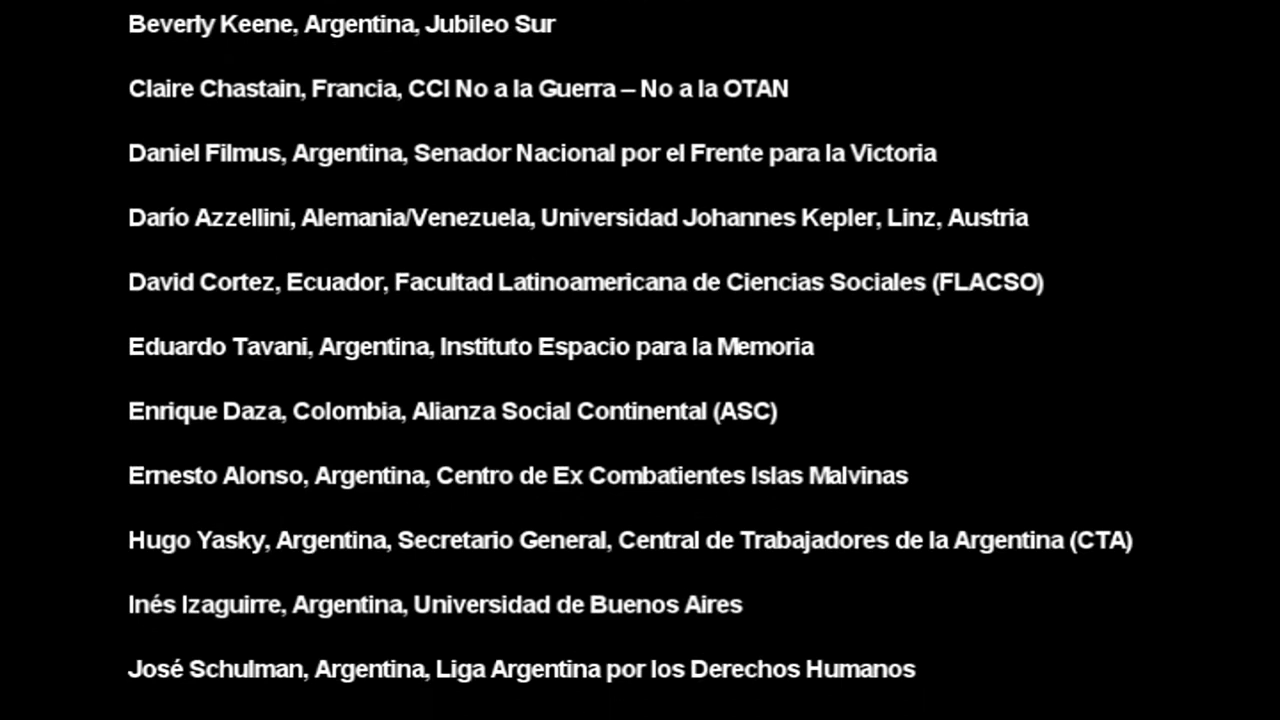 Beverly Keene, Argentina, Jubileo Sur
Claire Chastain, Francia, CCI No a la Guerra – No a la OTAN
Daniel Filmus, Argentina, Senador Nacional por el Frente para la Victoria
Darío Azzellini, Alemania/Venezuela, Universidad Johannes Kepler, Linz, Austria
David Cortez, Ecuador, Facultad Latinoamericana de Ciencias Sociales (FLACSO)
Eduardo Tavani, Argentina, Instituto Espacio para la Memoria
Enrique Daza, Colombia, Alianza Social Continental (ASC)
Ernesto Alonso, Argentina, Centro de Ex Combatientes Islas Malvinas
Hugo Yasky, Argentina, Secretario General, Central de Trabajadores de la Argentina (CTA)
Inés Izaguirre, Argentina, Universidad de Buenos Aires
José Schulman, Argentina, Liga Argentina por los Derechos Humanos